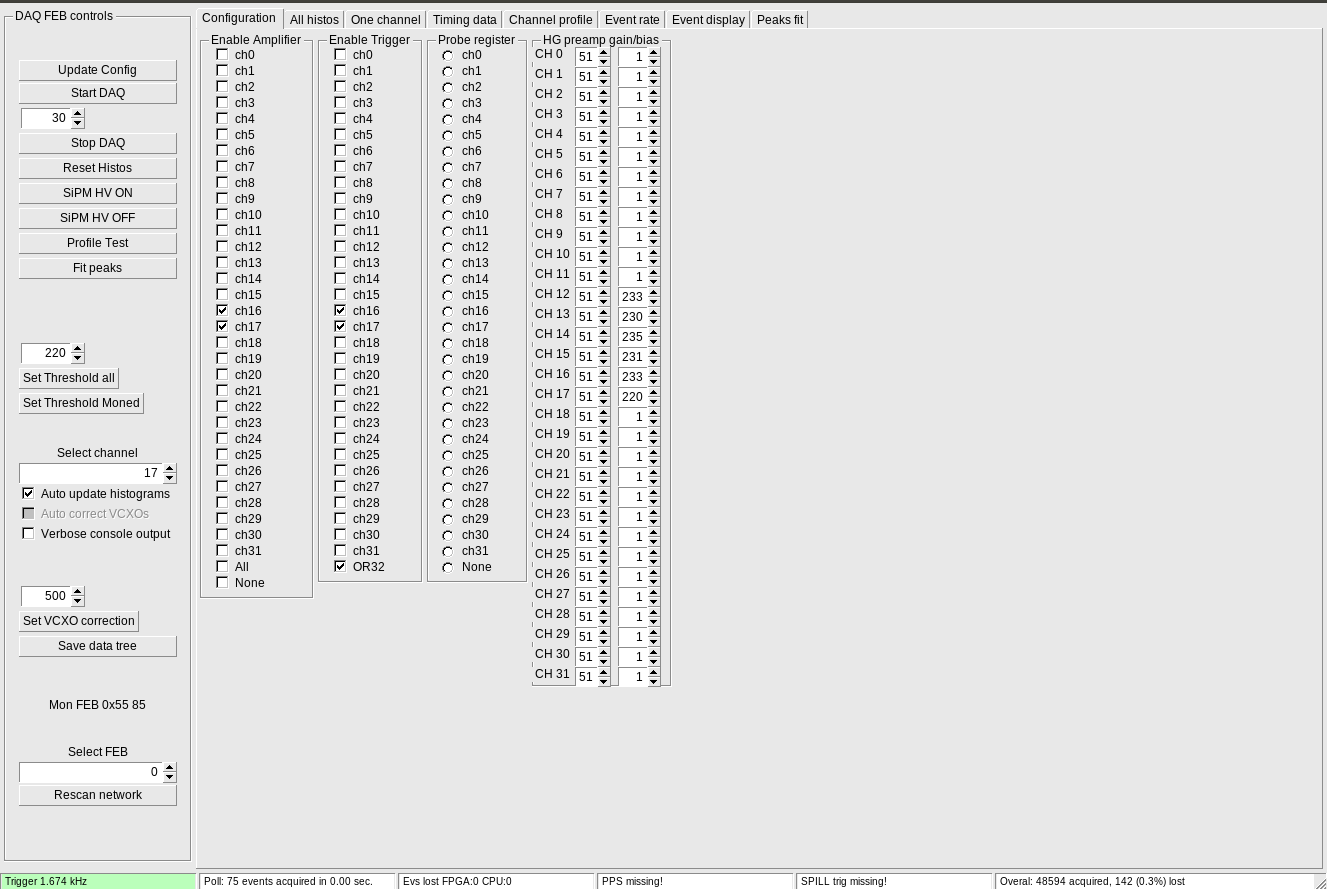 DAQ FEB controls
Update Config
Start DAQ
30
Stop DAQ
Reset Histos
SiPM HV ON
SiPM HV OFF
Profile Test
Fit peaks
220
Set Threshold all
Set Threshold Moned
Select channel
17
Auto update histograms
Auto correct VCXOs
Verbose console output
500
Set VCXO correction
Save data tree
Mon FEB 0x55 85
Select FEB
0
Rescan network
Configuration All histos One channel Timing data Channel profile Event rate Event display Peaks fit
Enable Amplifier
ch0
ch1
ch2
ch3
ch4
ch5
ch6
ch7
ch8
ch9
ch10
ch11
ch12
ch13
ch14
ch15
ch16
ch17
ch18
ch19
ch20
ch21
ch22
ch23
ch24
ch25
ch26
ch27
ch28
ch29
ch30
ch31
All
None
Enable Trigger
ch0
ch1
ch2
ch3
ch4
ch5
ch6
ch7
ch8
ch9
ch10
ch11
ch12
ch13
ch14
ch15
ch16
ch17
ch18
ch19
ch20
ch21
ch22
ch23
ch24
ch25
ch26
ch27
ch28
ch29
ch30
ch31
OR32
Probe register
ch0
ch1
ch2
ch3
ch4
ch5
ch6
ch7
ch8
ch9
ch10
ch11
ch12
ch13
ch14
ch15
ch16
ch17
ch18
ch19
ch20
ch21
ch22
ch23
ch24
ch25
ch26
ch27
ch28
ch29
ch30
ch31
None
HG preamp gain/bias
CH 0 51 1
CH 1 51 1
CH 2 51 1
CH 3 51 1
CH 4 51 1
CH 5 51 1
CH 6 51 1
CH 7 51 1
CH 8 51 1
CH 9 51 1
CH 10 51 1
CH 11 51 1
CH 12 51 233
CH 13 51 230
CH 14 51 235
CH 15 51 231
CH 16 51 233
CH 17 51 220
CH 18 51 1
CH 19 51 1
CH 20 51 1
CH 21 51 1
CH 22 51 1
CH 23 51 1
CH 24 51 1
CH 25 51 1
CH 26 51 1
CH 27 51 1
CH 28 51 1
CH 29 51 1
CH 30 51 1
CH 31 51 1
Trigger 1.674 kHz Poll: 75 events acquired in 0.00 sec. Evs lost FPGA:0 CPU:0 PPS missing! SPILL trig missing! Overal: 48594 acquired, 142 (0.3%) lost